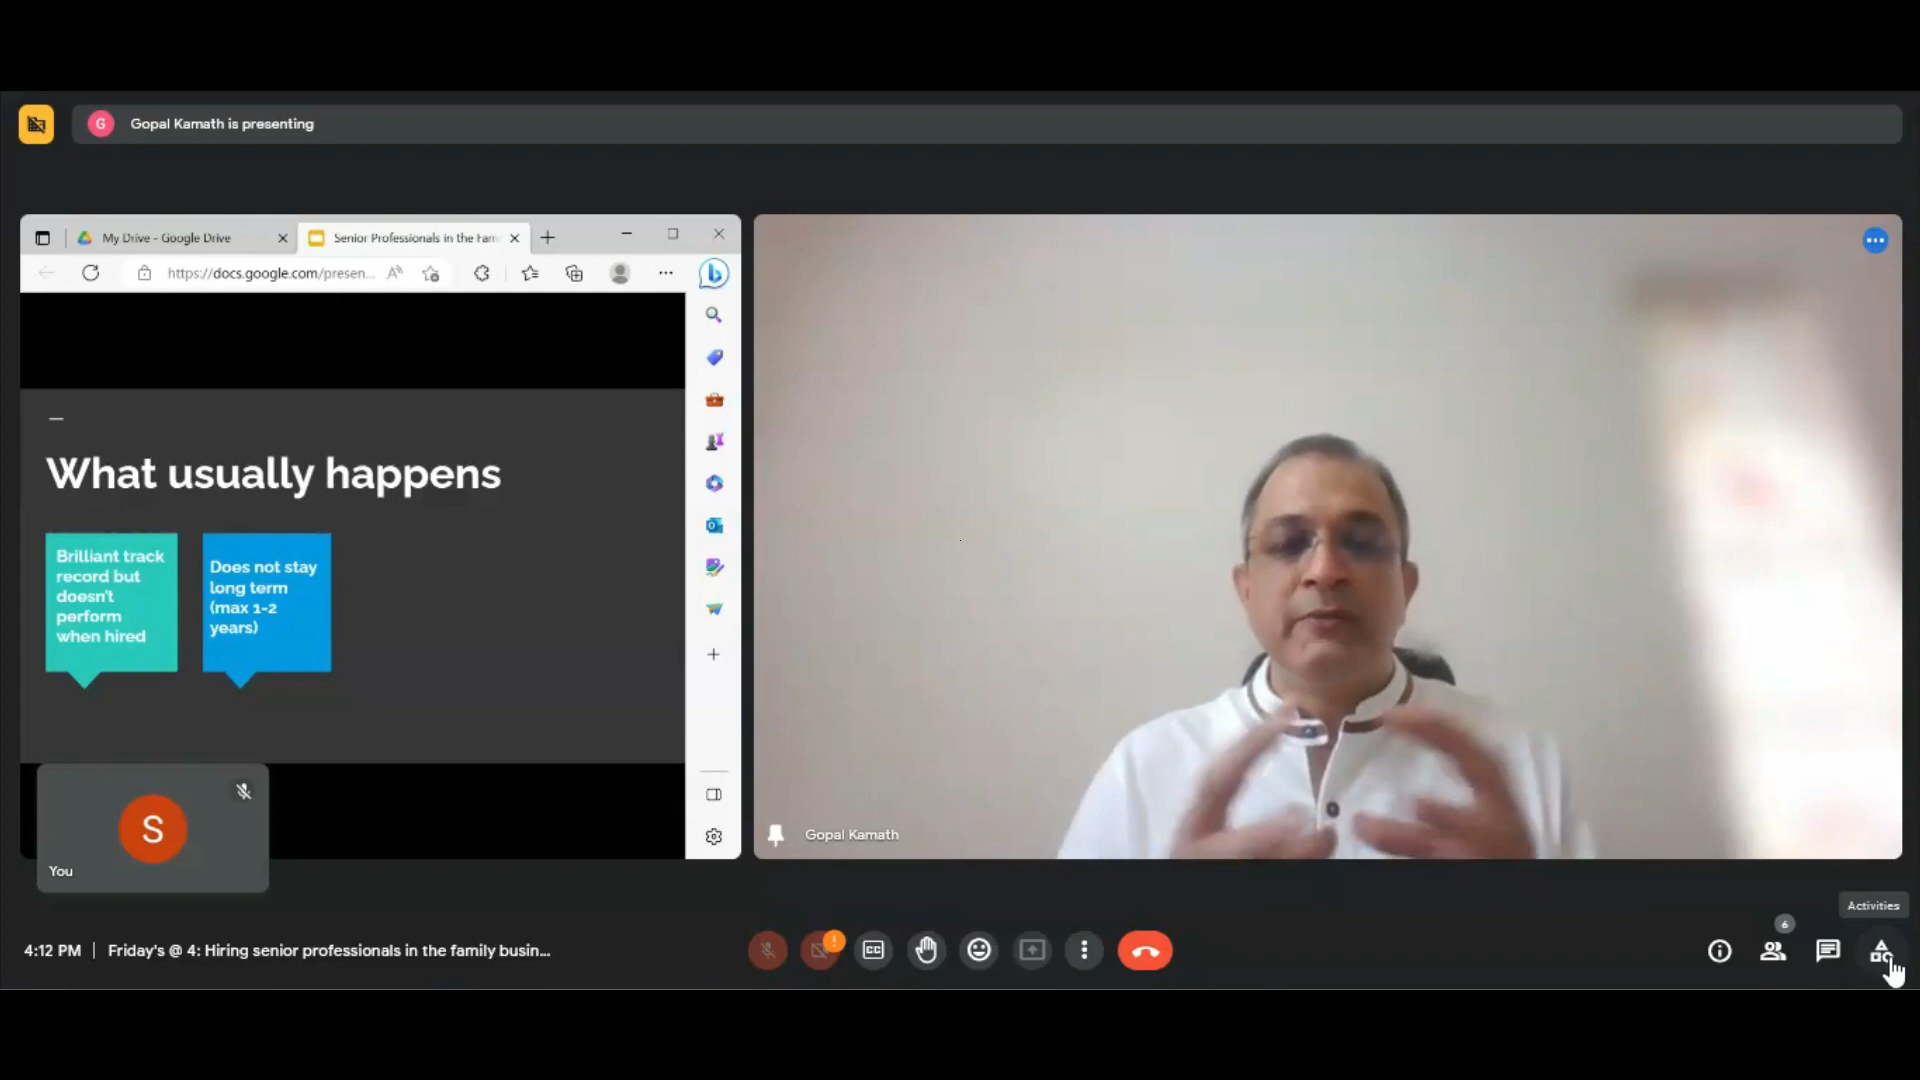 G Gopal Kamath is presenting
My Drive - Google Drive
Senior Professionals in the Fam
https://docs.google.com/presen...
What usually happens
Brilliant track
record but
doesn't
perform
when hired
Does not stay
long term
(max 1-2
years)
S
You
Gopal Kamath
Activities
6
4:12 PM | Friday's @ 4: Hiring senior professionals in the family busin...